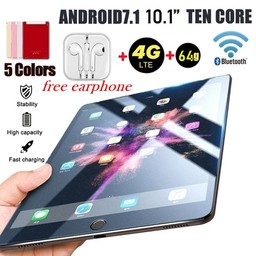 ANDROID7.1 10.1" TEN CORE
5 Colors
+ 4G LTE + 64g
Bluetooth®
free earphone
Stability
High capacity
Fast charging